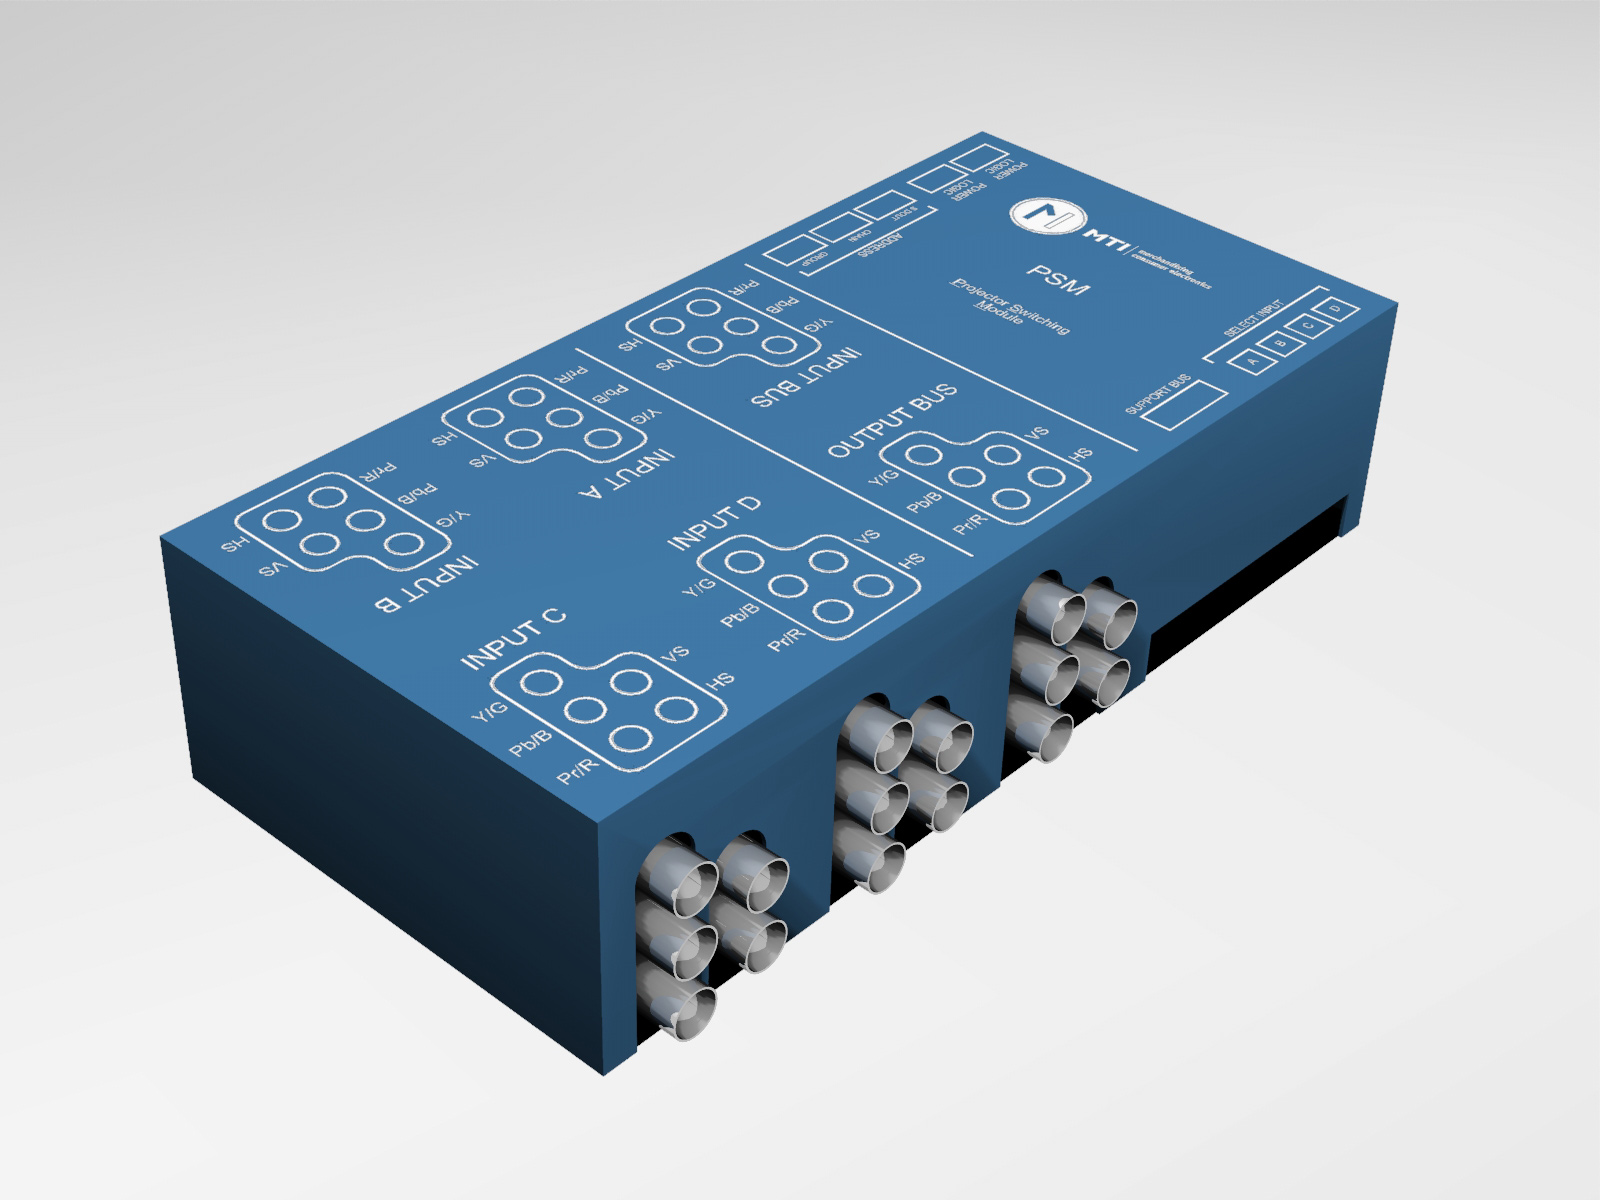 POWER
LOGIC
POWER
LOGIC
S OUT
CHAIN
GROUP
ADDRESS
MTI
merchandising
consumer electronics
PSM
Projector Switching
Module
SELECT INPUT
A
B
C
D
SUPPORT BUS
Pr/R
Pb/B
Y/G
HS
VS
INPUT BUS
OUTPUT BUS
Y/G
Pb/B
Pr/R
VS
HS
Pr/R
Pb/B
Y/G
HS
VS
INPUT A
INPUT D
Y/G
Pb/B
Pr/R
VS
HS
Pr/R
Pb/B
Y/G
HS
VS
INPUT B
INPUT C
Y/G
Pb/B
Pr/R
VS
HS